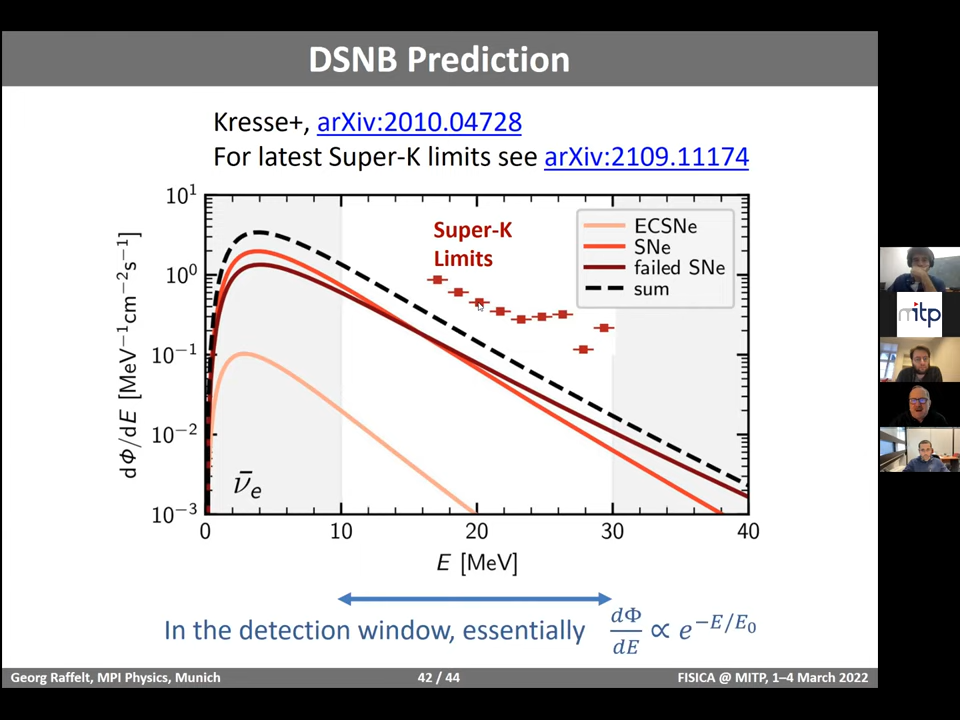 DSNB Prediction
Kresse+, arXiv:2010.04728
For latest Super-K limits see arXiv:2109.11174
10¹
10⁰
10⁻¹
10⁻²
10⁻³
dΦ/dE [MeV⁻¹cm⁻²s⁻¹]
Super-K
Limits
ECSNe
SNe
failed SNe
sum
ν̄ₑ
0 10 20 30 40
E [MeV]
In the detection window, essentially dΦ/dE ∝ e^(−E/E₀)
Georg Raffelt, MPI Physics, Munich 42 / 44 FISICA @ MITP, 1–4 March 2022
mitp